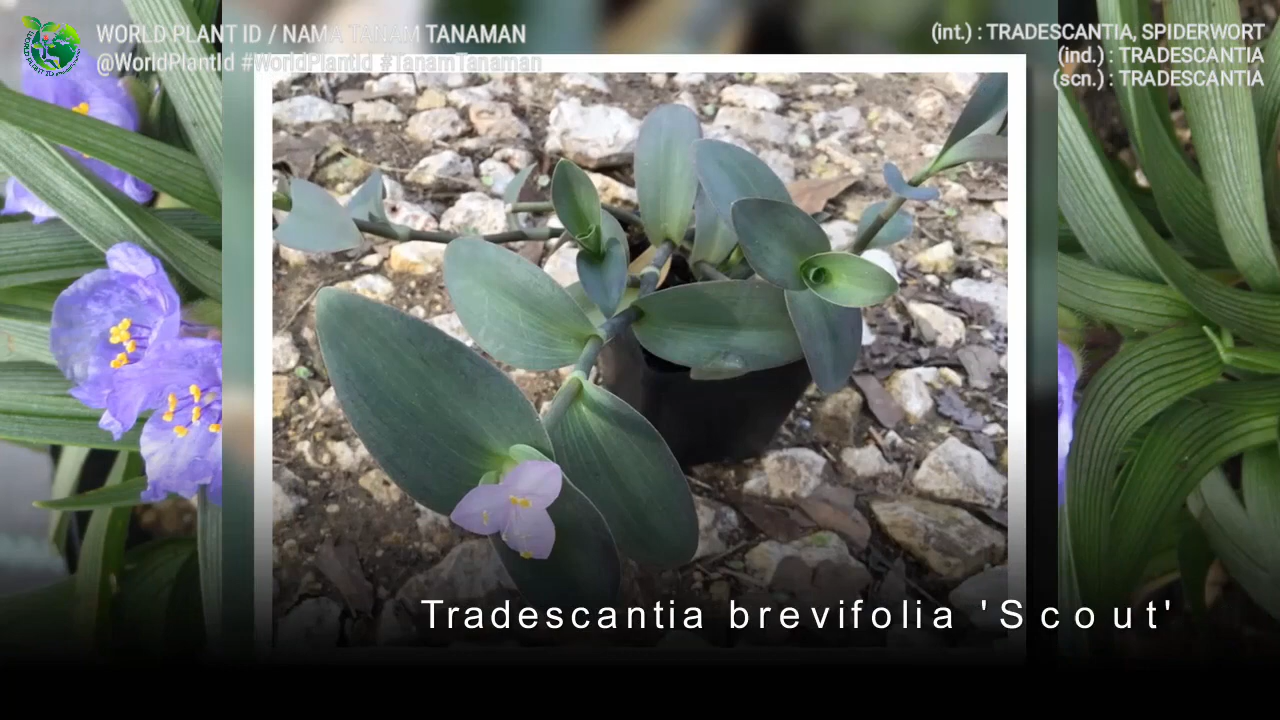 WORLD PLANT ID / NAMA TANAM TANAMAN
@WorldPlantId #WorldPlantId #TanamTanaman
(int.) : TRADESCANTIA, SPIDERWORT
(ind.) : TRADESCANTIA
(scn.) : TRADESCANTIA
Tradescantia brevifolia 'Scout'